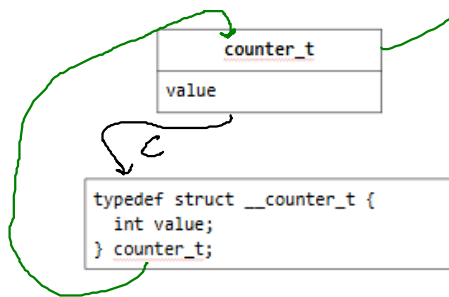 counter_t
value
C
typedef struct __counter_t {
int value;
} counter_t;